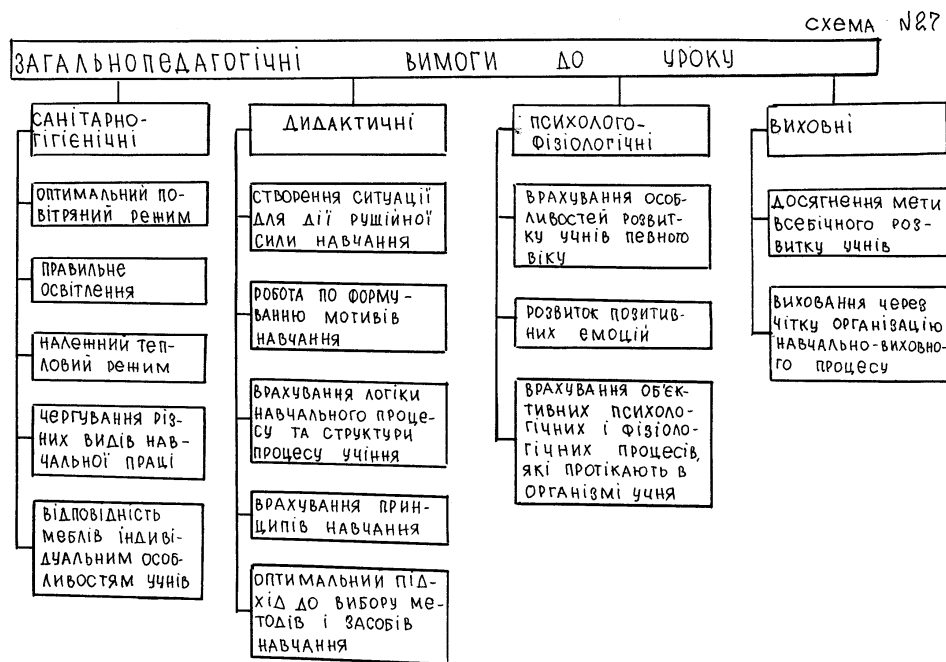 СХЕМА №27
ЗАГАЛЬНОПЕДАГОГІЧНІ ВИМОГИ ДО УРОКУ
САНІТАРНО-
ГІГІЄНІЧНІ
ОПТИМАЛЬНИЙ ПО-
ВІТРЯНИЙ РЕЖИМ
ПРАВИЛЬНЕ
ОСВІТЛЕННЯ
НАЛЕЖНИЙ ТЕП-
ЛОВИЙ РЕЖИМ
ЧЕРГУВАННЯ РІЗ-
НИХ ВИДІВ НАВ-
ЧАЛЬНОЇ ПРАЦІ
ВІДПОВІДНІСТЬ
МЕБЛІВ ІНДИВІ-
ДУАЛЬНИМ ОСОБ-
ЛИВОСТЯМ УЧНІВ
ДИДАКТИЧНІ
СТВОРЕННЯ СИТУАЦІЇ
ДЛЯ ДІЇ РУШІЙНОЇ
СИЛИ НАВЧАННЯ
РОБОТА ПО ФОРМУ-
ВАННЮ МОТИВІВ
НАВЧАННЯ
ВРАХУВАННЯ ЛОГІКИ
НАВЧАЛЬНОГО ПРОЦЕ-
СУ ТА СТРУКТУРИ
ПРОЦЕСУ УЧІННЯ
ВРАХУВАННЯ ПРИН-
ЦИПІВ НАВЧАННЯ
ОПТИМАЛЬНИЙ ПІД-
ХІД ДО ВИБОРУ МЕ-
ТОДІВ І ЗАСОБІВ
НАВЧАННЯ
ПСИХОЛОГО-
ФІЗІОЛОГІЧНІ
ВРАХУВАННЯ ОСОБ-
ЛИВОСТЕЙ РОЗВИТ-
КУ УЧНІВ ПЕВНОГО
ВІКУ
РОЗВИТОК ПОЗИТИВ-
НИХ ЕМОЦІЙ
ВРАХУВАННЯ ОБ'ЄК-
ТИВНИХ ПСИХОЛО-
ГІЧНИХ І ФІЗІОЛО-
ГІЧНИХ ПРОЦЕСІВ,
ЯКІ ПРОТІКАЮТЬ В
ОРГАНІЗМІ УЧНЯ
ВИХОВНІ
ДОСЯГНЕННЯ МЕТИ
ВСЕБІЧНОГО РОЗ-
ВИТКУ УЧНІВ
ВИХОВАННЯ ЧЕРЕЗ
ЧІТКУ ОРГАНІЗАЦІЮ
НАВЧАЛЬНО-ВИХОВНО-
ГО ПРОЦЕСУ